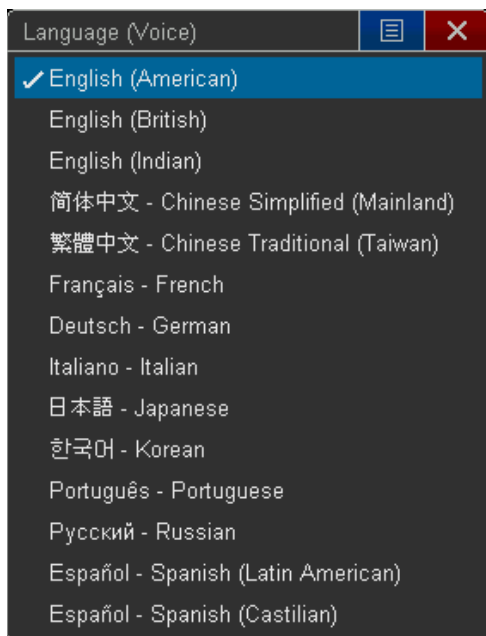 Language (Voice)
English (American)
English (British)
English (Indian)
简体中文 - Chinese Simplified (Mainland)
繁體中文 - Chinese Traditional (Taiwan)
Français - French
Deutsch - German
Italiano - Italian
日本語 - Japanese
한국어 - Korean
Português - Portuguese
Русский - Russian
Español - Spanish (Latin American)
Español - Spanish (Castilian)